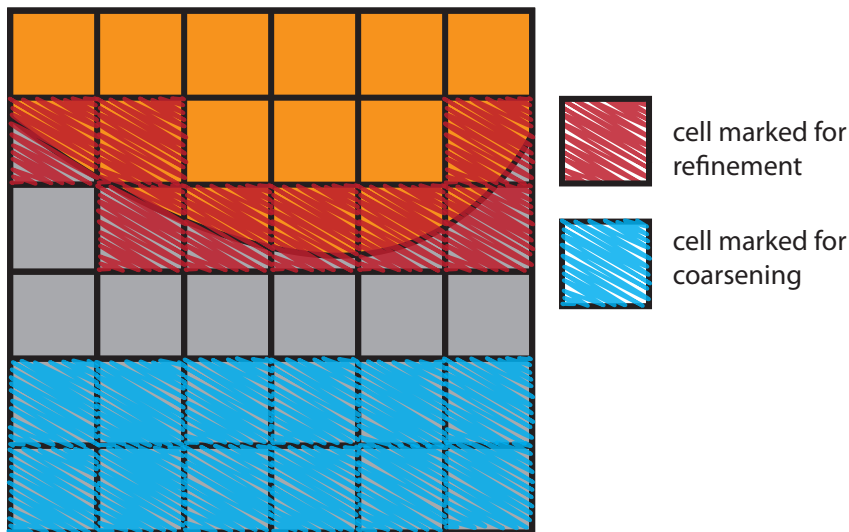 cell marked for
refinement
cell marked for
coarsening